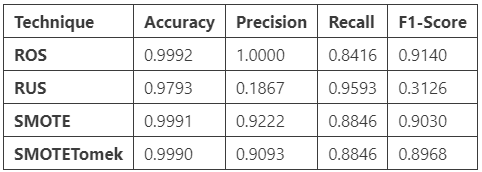 Technique Accuracy Precision Recall F1-Score
ROS 0.9992 1.0000 0.8416 0.9140
RUS 0.9793 0.1867 0.9593 0.3126
SMOTE 0.9991 0.9222 0.8846 0.9030
SMOTETomek 0.9990 0.9093 0.8846 0.8968